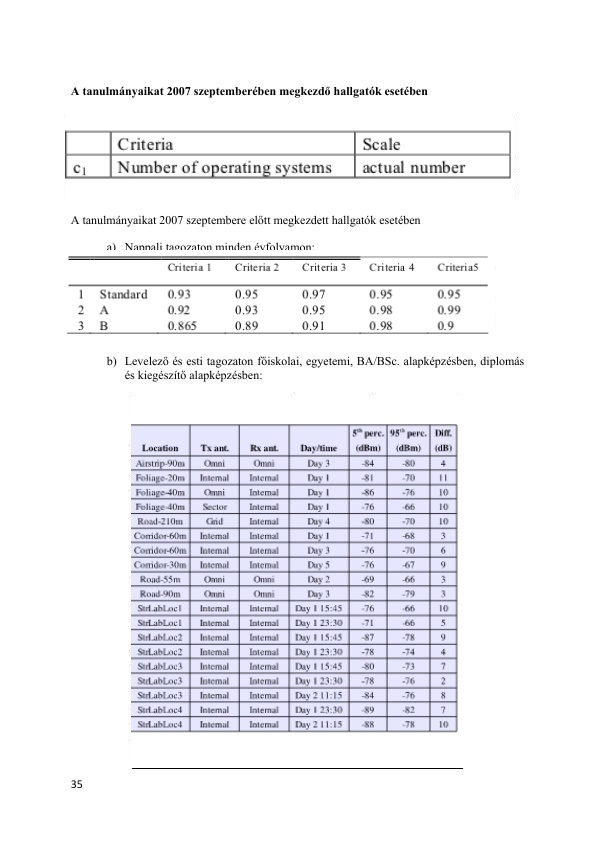 A tanulmányaikat 2007 szeptemberében megkezdő hallgatók esetében
Criteria Scale
c1 Number of operating systems actual number
A tanulmányaikat 2007 szeptembere előtt megkezdett hallgatók esetében
a) Nappali tagozaton minden évfolyamon:
Criteria 1 Criteria 2 Criteria 3 Criteria 4 Criteria5
1 Standard 0.93 0.95 0.97 0.95 0.95
2 A 0.92 0.93 0.95 0.98 0.99
3 B 0.865 0.89 0.91 0.98 0.9
b) Levelező és esti tagozaton főiskolai, egyetemi, BA/BSc. alapképzésben, diplomás
és kiegészítő alapképzésben:
5th perc. 95th perc. Diff.
Location Tx ant. Rx ant. Day/time (dBm) (dBm) (dB)
Airstrip-90m Omni Omni Day 3 -84 -80 4
Foliage-20m Internal Internal Day 1 -81 -70 11
Foliage-40m Omni Internal Day 1 -86 -76 10
Foliage-40m Sector Internal Day 1 -76 -66 10
Road-210m Grid Internal Day 4 -80 -70 10
Corridor-60m Internal Internal Day 1 -71 -68 3
Corridor-60m Internal Internal Day 3 -76 -70 6
Corridor-30m Internal Internal Day 5 -76 -67 9
Road-55m Omni Omni Day 2 -69 -66 3
Road-90m Omni Omni Day 3 -82 -79 3
StrLabLoc1 Internal Internal Day 1 15:45 -76 -66 10
StrLabLoc1 Internal Internal Day 1 23:30 -71 -66 5
StrLabLoc2 Internal Internal Day 1 15:45 -87 -78 9
StrLabLoc2 Internal Internal Day 1 23:30 -78 -74 4
StrLabLoc3 Internal Internal Day 1 15:45 -80 -73 7
StrLabLoc3 Internal Internal Day 1 23:30 -78 -76 2
StrLabLoc3 Internal Internal Day 2 11:15 -84 -76 8
StrLabLoc4 Internal Internal Day 1 23:30 -89 -82 7
StrLabLoc4 Internal Internal Day 2 11:15 -88 -78 10
35